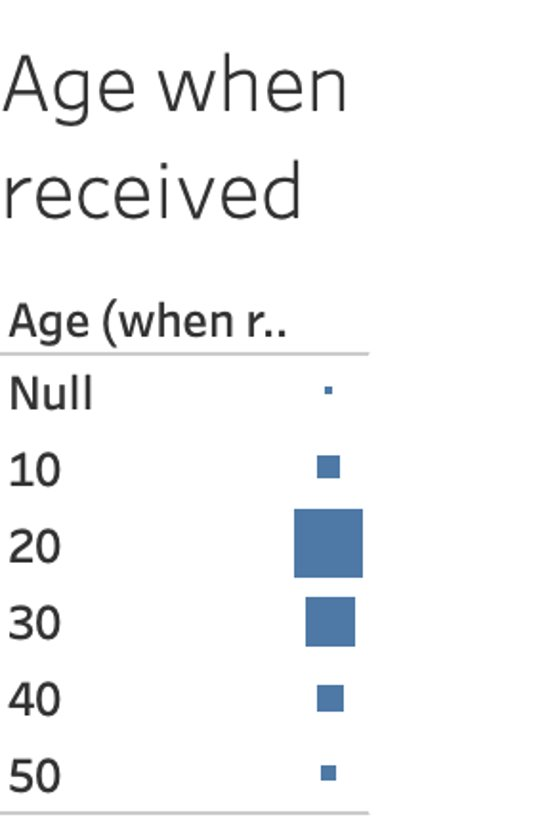 Age when
received
Age (when r..
Null
10
20
30
40
50